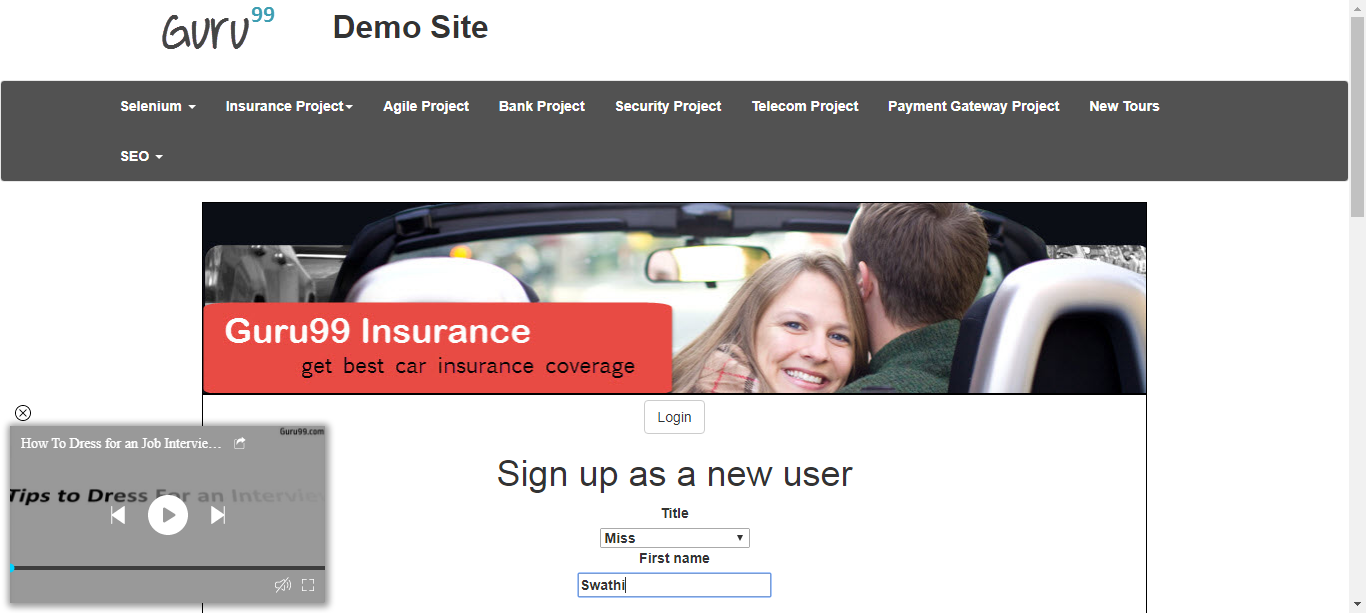 Guru99 Demo Site
Selenium Insurance Project Agile Project Bank Project Security Project Telecom Project Payment Gateway Project New Tours
SEO
Guru99 Insurance
get best car insurance coverage
Login
Guru99.com
How To Dress for an Job Intervie...
Sign up as a new user
Tips to Dress For an Interview
Title
Miss
First name
Swathi